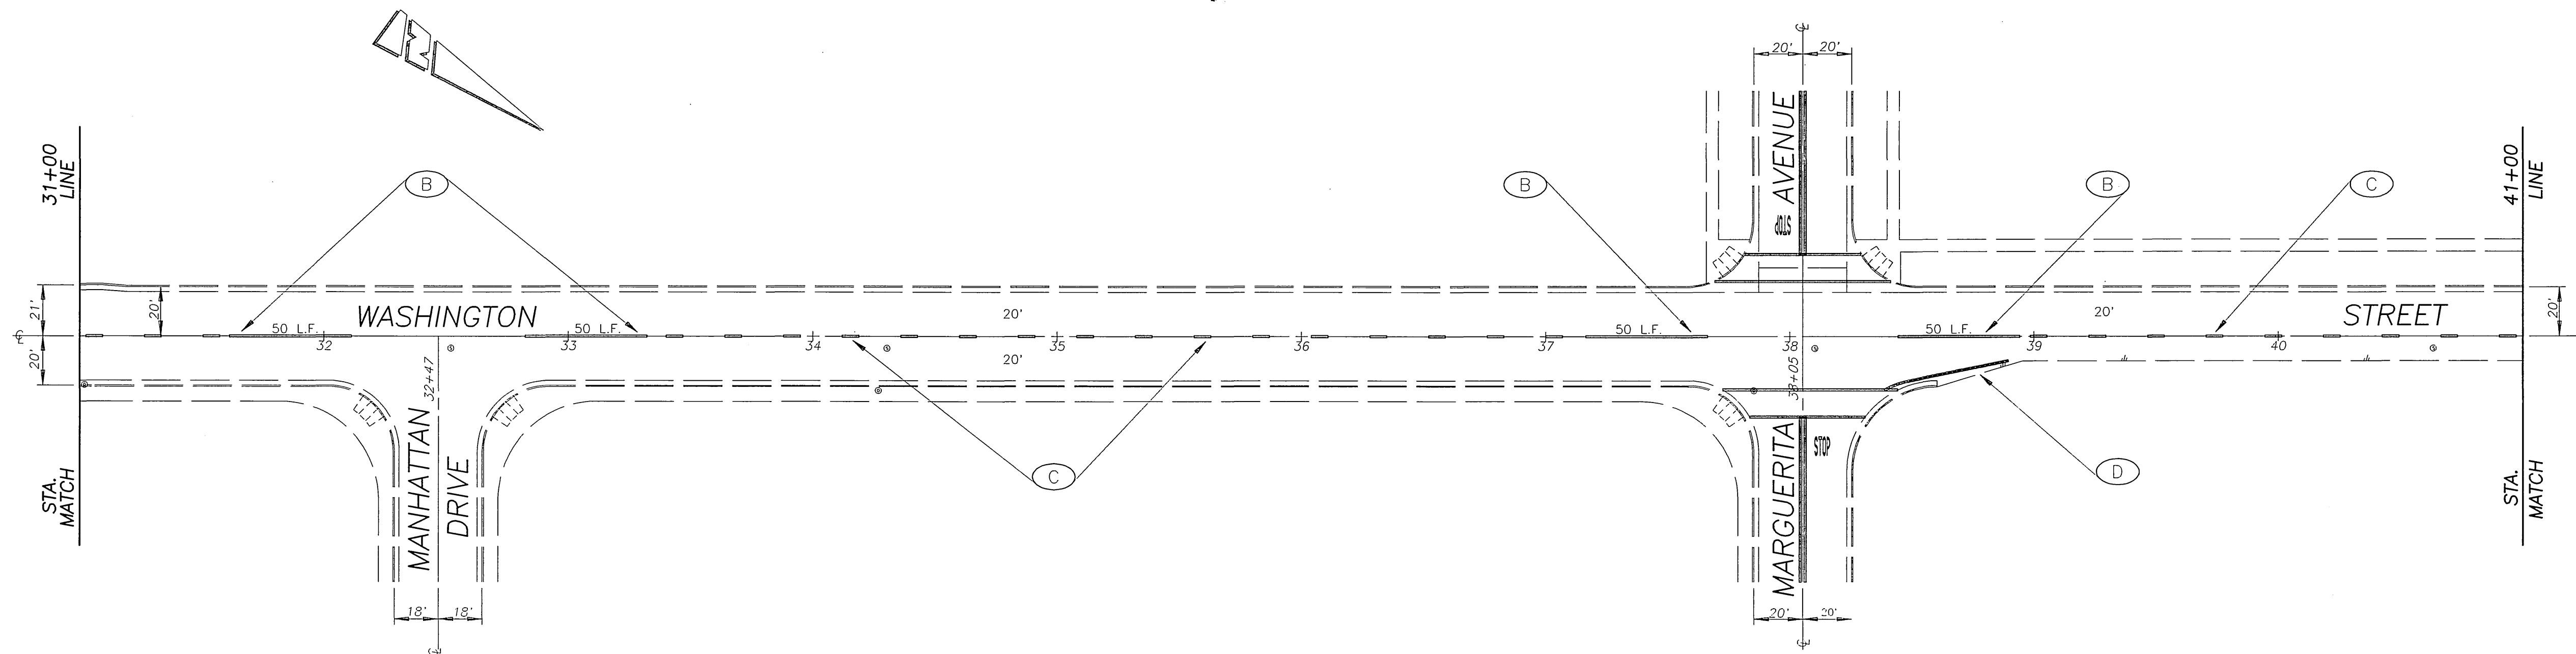 20' 20'
31+00
LINE
AVENUE
STOP
41+00
LINE
B
B
B
C
21'
20'
WASHINGTON
20'
20'
STREET
20'
50 L.F.
50 L.F.
50 L.F.
50 L.F.
32
33
34
35
36
37
38
39
40
20'
20'
32+47
38+05
MANHATTAN
DRIVE
MARGUERITA
STOP
C
D
STA.
MATCH
STA.
MATCH
18' 18'
20' 20'